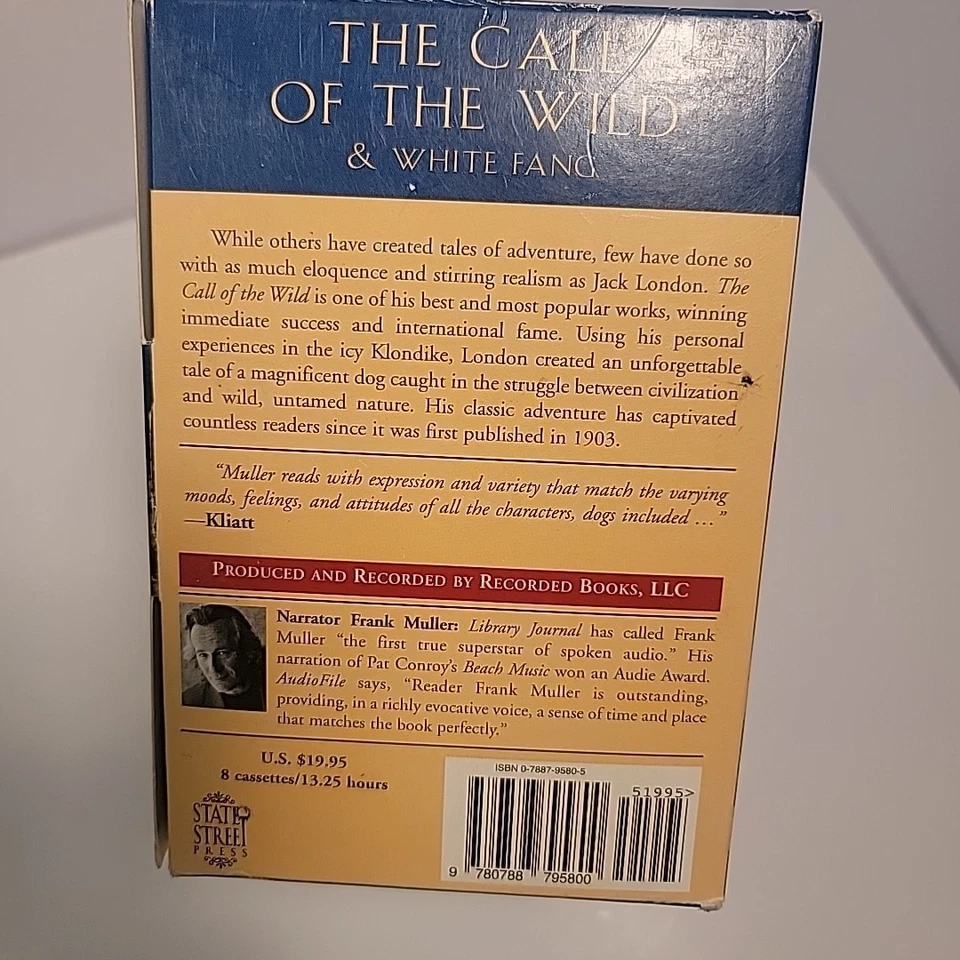 THE CALL
OF THE WILD
& WHITE FANG
While others have created tales of adventure, few have done so
with as much eloquence and stirring realism as Jack London. The
Call of the Wild is one of his best and most popular works, winning
immediate success and international fame. Using his personal
experiences in the icy Klondike, London created an unforgettable
tale of a magnificent dog caught in the struggle between civilization
and wild, untamed nature. His classic adventure has captivated
countless readers since it was first published in 1903.
“Muller reads with expression and variety that match the varying
moods, feelings, and attitudes of all the characters, dogs included ...”
—Kliatt
PRODUCED AND RECORDED BY RECORDED BOOKS, LLC
Narrator Frank Muller: Library Journal has called Frank
Muller “the first true superstar of spoken audio.” His
narration of Pat Conroy’s Beach Music won an Audie Award.
AudioFile says, “Reader Frank Muller is outstanding,
providing, in a richly evocative voice, a sense of time and place
that matches the book perfectly.”
U.S. $19.95
8 cassettes/13.25 hours
STATE
STREET
PRESS
ISBN 0-7887-9580-5
51995>
9 780788 795800